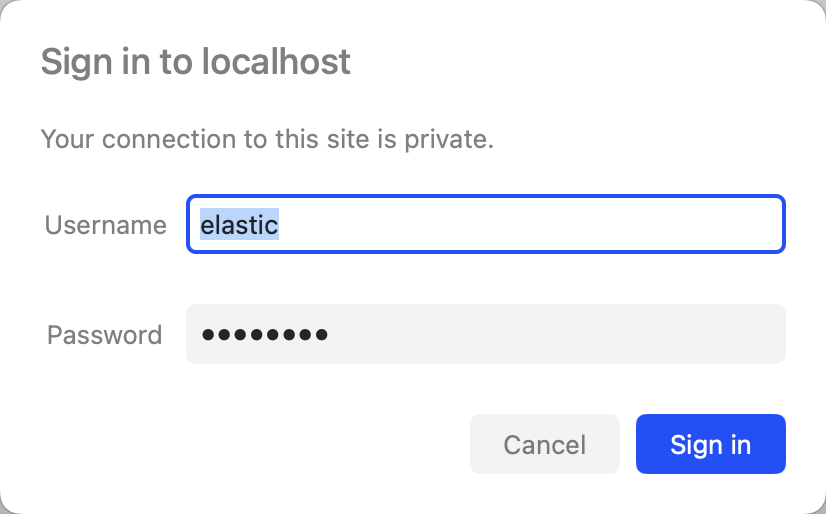 Sign in to localhost
Your connection to this site is private.
Username elastic
Password ••••••••
Cancel Sign in